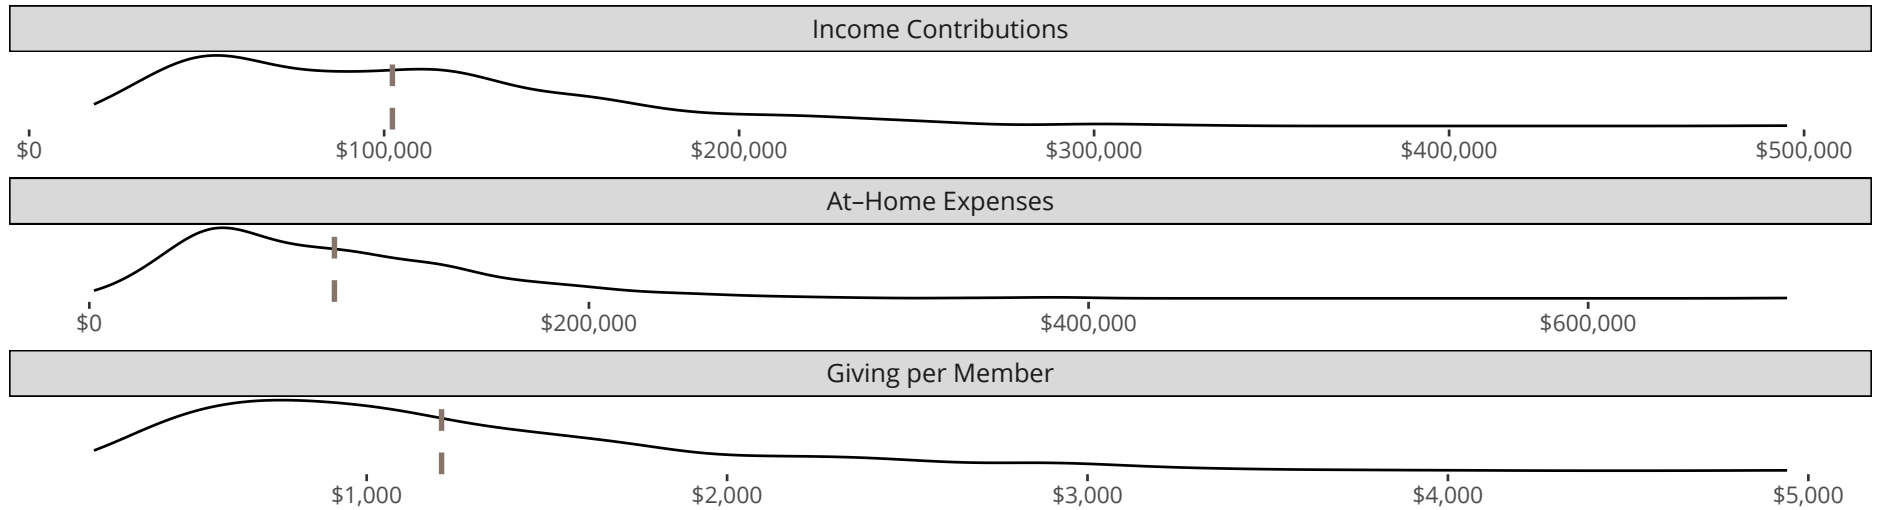 Income Contributions
$0 $100,000 $200,000 $300,000 $400,000 $500,000
At–Home Expenses
$0 $200,000 $400,000 $600,000
Giving per Member
$1,000 $2,000 $3,000 $4,000 $5,000